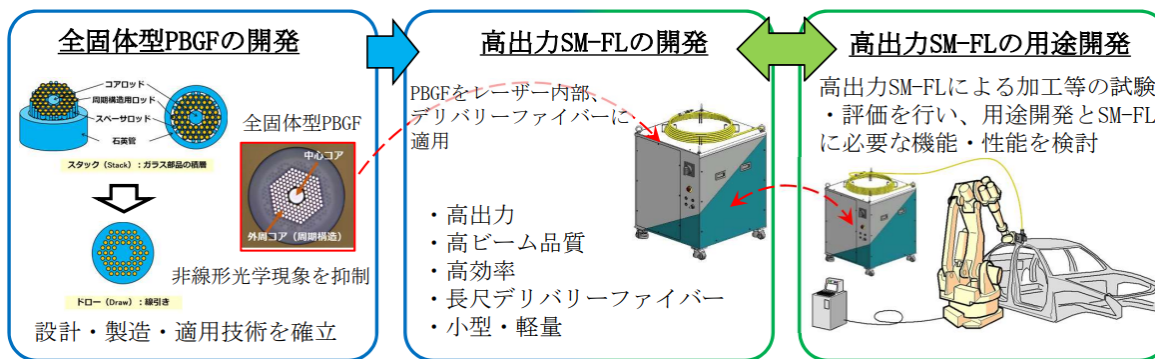 全固体型PBGFの開発
コアロッド
周期構造用ロッド
スペーサロッド
石英管
スタック（Stack）：ガラス部品の積層
全固体型PBGF
中心コア
外周コア（周期構造）
ドロー（Draw）：線引き
非線形光学現象を抑制
設計・製造・適用技術を確立
高出力SM-FLの開発
PBGFをレーザー内部、
デリバリーファイバーに
適用
・高出力
・高ビーム品質
・高効率
・長尺デリバリーファイバー
・小型・軽量
高出力SM-FLの用途開発
高出力SM-FLによる加工等の試験
・評価を行い、用途開発とSM-FL
に必要な機能・性能を検討